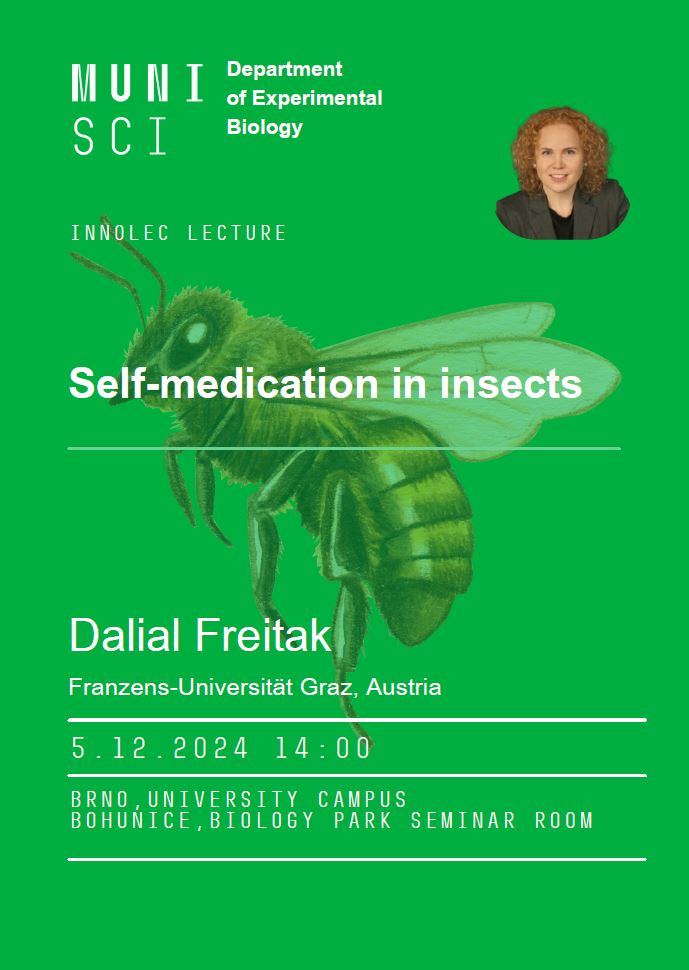 MUNI
SCI
Department
of Experimental
Biology
INNOLEC LECTURE
Self-medication in insects
Dalial Freitak
Franzens-Universität Graz, Austria
5.12.2024 14:00
BRNO,UNIVERSITY CAMPUS
BOHUNICE,BIOLOGY PARK SEMINAR ROOM